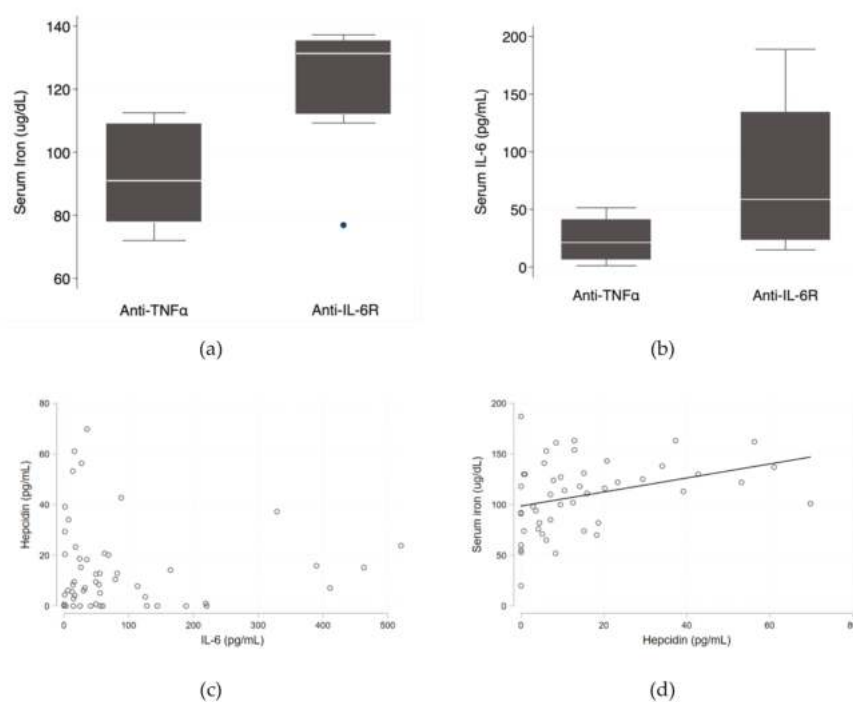 140
120
100
80
60
Serum Iron (ug/dL)
Anti-TNFα
Anti-IL-6R
(a)
200
150
100
50
0
Serum IL-6 (pg/mL)
Anti-TNFα
Anti-IL-6R
(b)
80
60
40
20
0
Hepcidin (pg/mL)
0 100 200 300 400 500
IL-6 (pg/mL)
(c)
200
150
100
50
0
Serum iron (ug/dL)
0 20 40 60 80
Hepcidin (pg/mL)
(d)